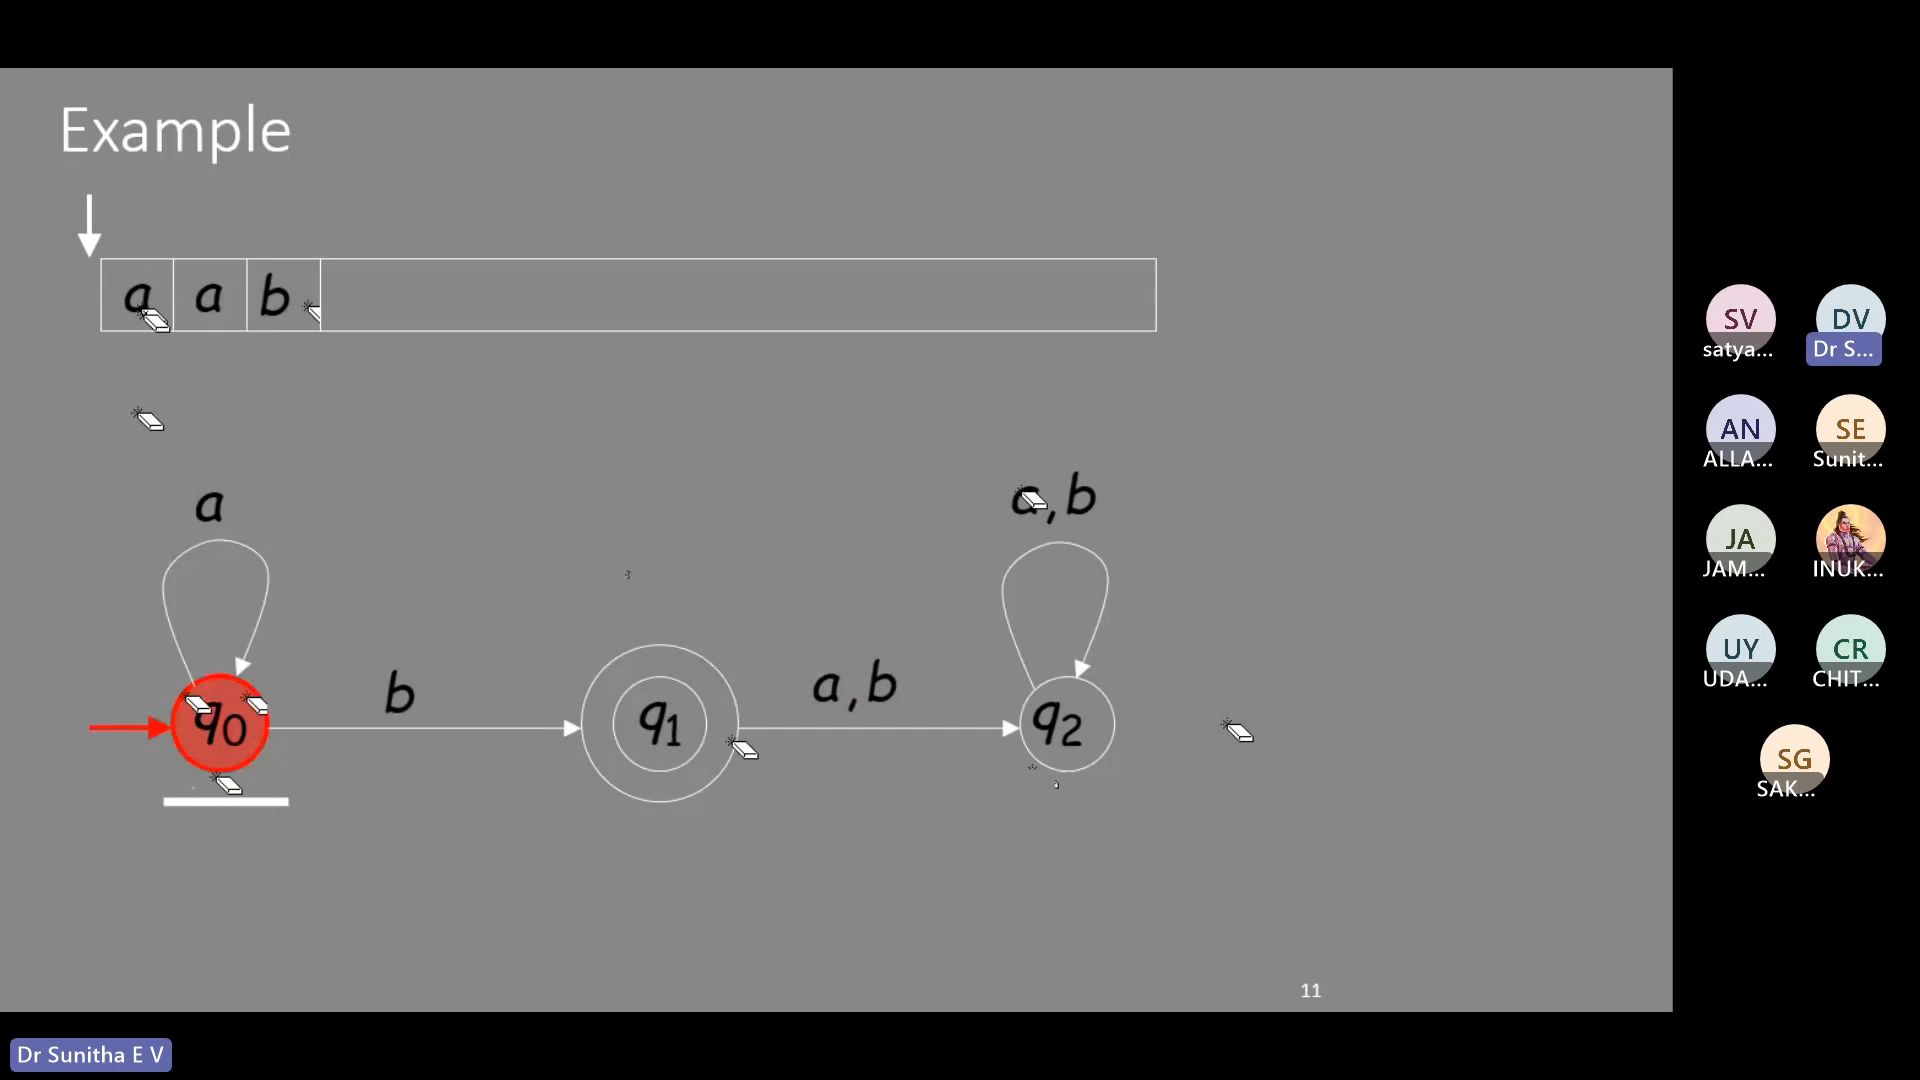 Example
a a b
a
a,b
b
a,b
q0
q1
q2
11
SV
satya...
DV
Dr S...
AN
ALLA...
SE
Sunit...
JA
JAM...
INUK...
UY
UDA...
CR
CHIT...
SG
SAK...
Dr Sunitha E V